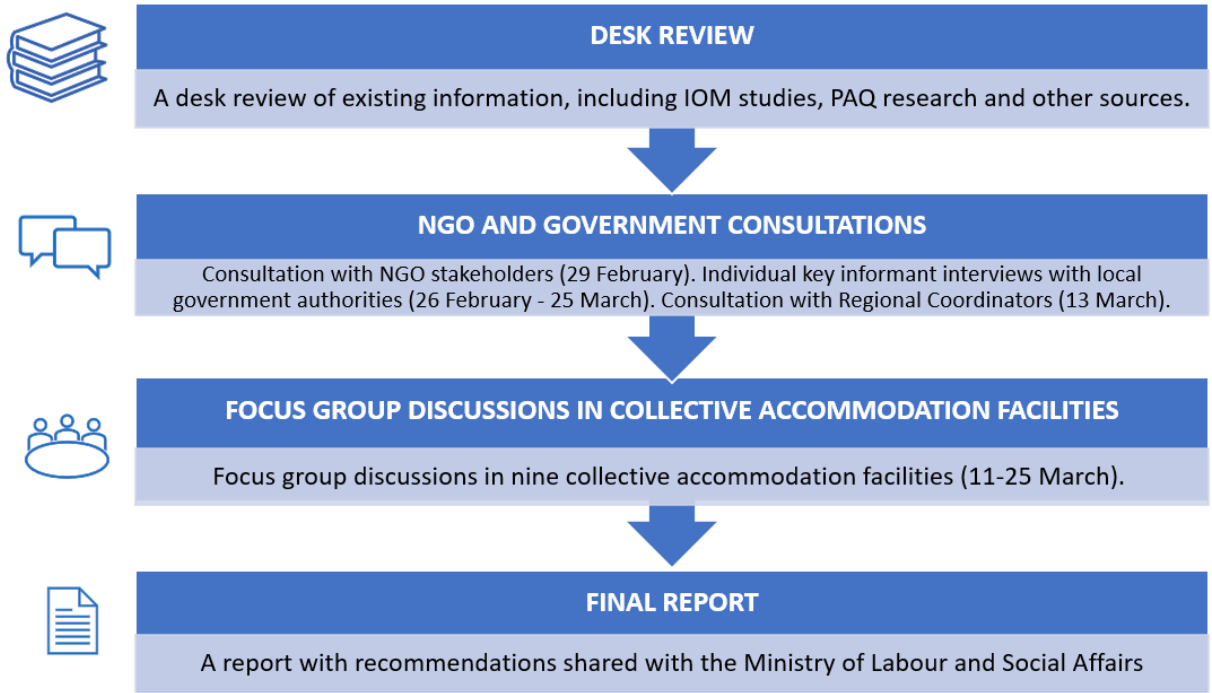 DESK REVIEW
A desk review of existing information, including IOM studies, PAQ research and other sources.
NGO AND GOVERNMENT CONSULTATIONS
Consultation with NGO stakeholders (29 February). Individual key informant interviews with local
government authorities (26 February - 25 March). Consultation with Regional Coordinators (13 March).
FOCUS GROUP DISCUSSIONS IN COLLECTIVE ACCOMMODATION FACILITIES
Focus group discussions in nine collective accommodation facilities (11-25 March).
FINAL REPORT
A report with recommendations shared with the Ministry of Labour and Social Affairs